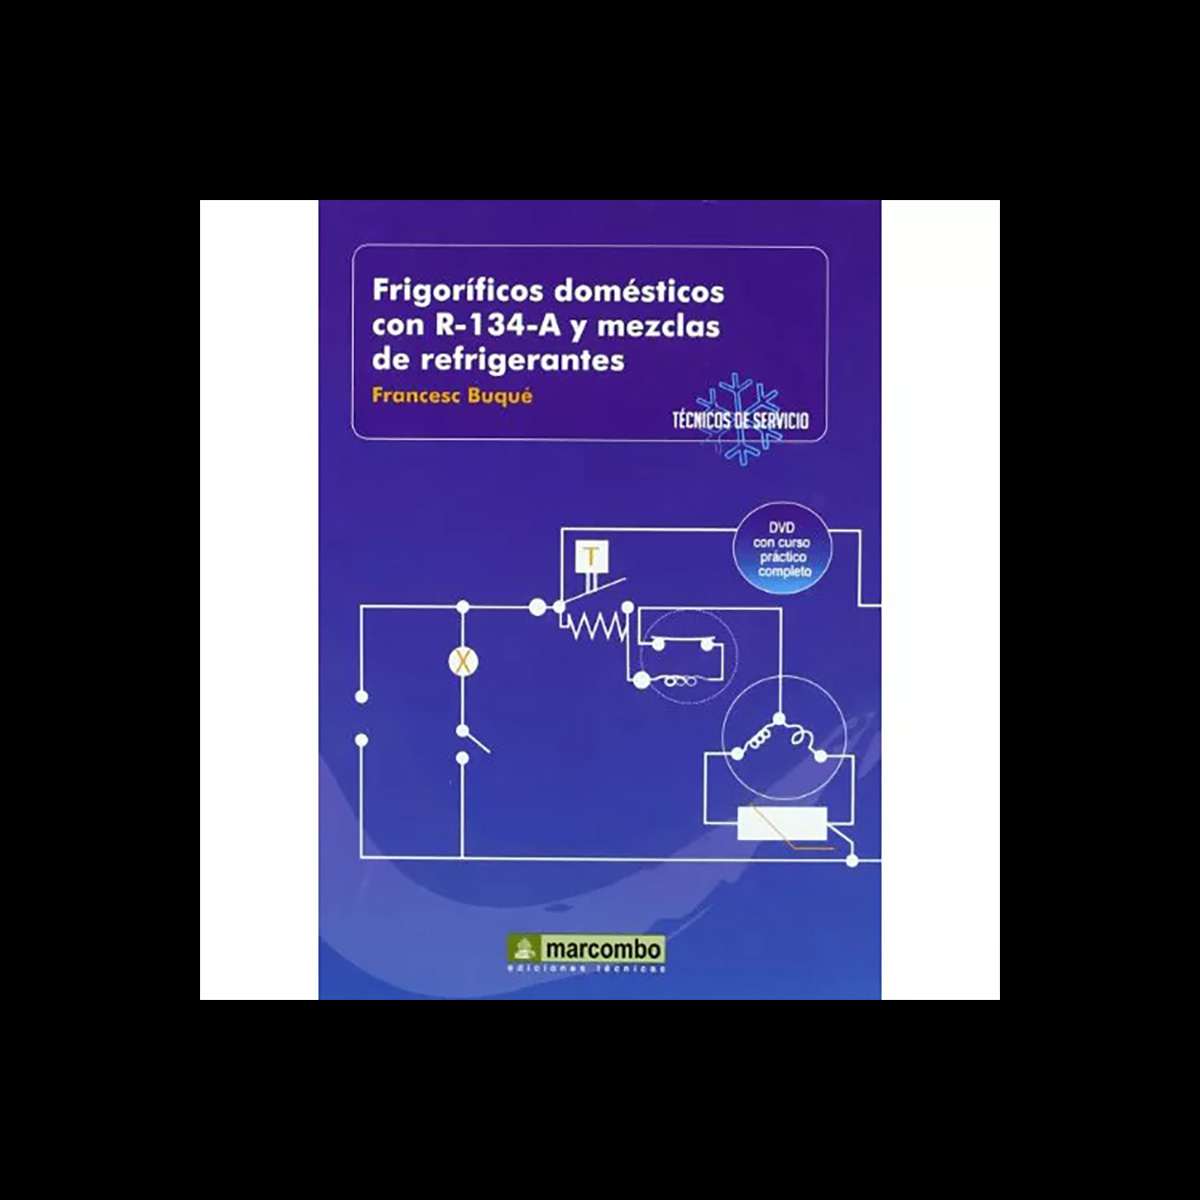 Frigoríficos domésticos
con R-134-A y mezclas
de refrigerantes
Francesc Buqué
TÉCNICOS DE SERVICIO
DVD
con curso
práctico
completo
T
X
marcombo
ediciones técnicas